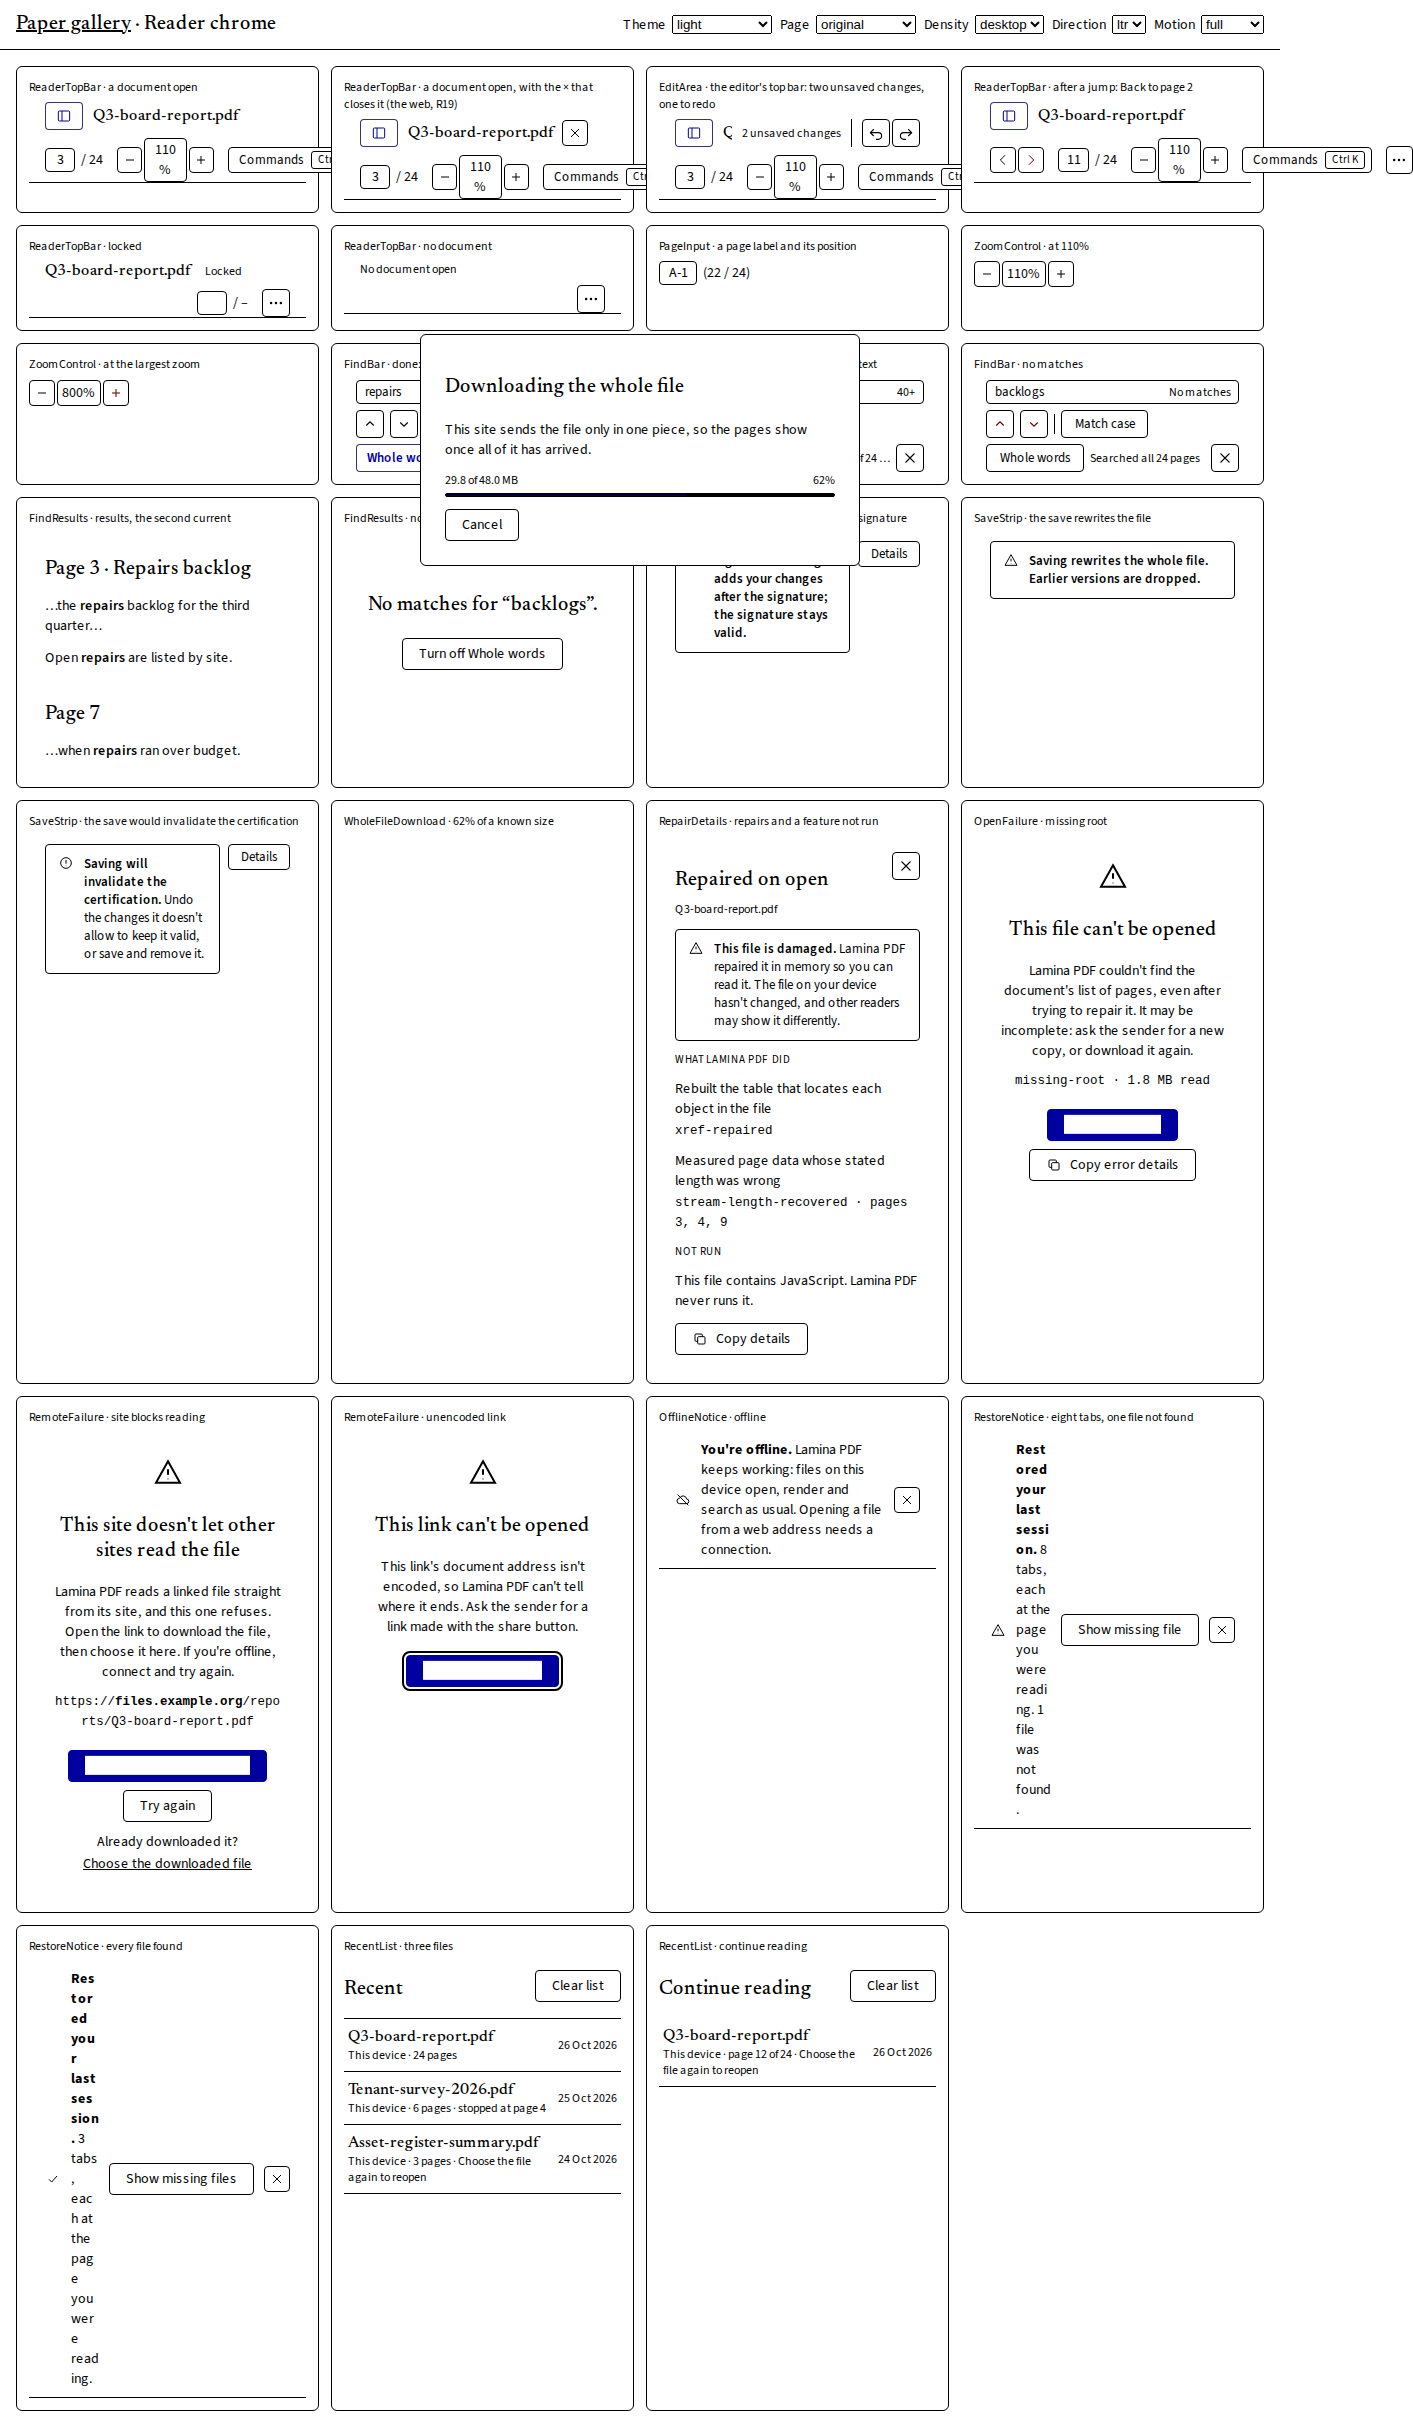 Paper gallery · Reader chrome
Theme light Page original Density desktop Direction ltr Motion full
ReaderTopBar · a document open
Q3-board-report.pdf
3 / 24 − 110 % + Commands
ReaderTopBar · a document open, with the × that
closes it (the web, R19)
Q3-board-report.pdf
3 / 24 − 110 % + Commands
EditArea · the editor's top bar: two unsaved changes,
one to redo
2 unsaved changes
3 / 24 − 110 % + Commands
ReaderTopBar · after a jump: Back to page 2
Q3-board-report.pdf
11 / 24 − 110 % + Commands Ctrl K
ReaderTopBar · locked
Q3-board-report.pdf Locked
/ –
ReaderTopBar · no document
No document open
PageInput · a page label and its position
A-1 (22 / 24)
ZoomControl · at 110%
− 110% +
ZoomControl · at the largest zoom
− 800% +
FindBar · done:
repairs
Whole
text
40+
f 24 …
FindBar · no matches
backlogs No matches
Match case
Whole words Searched all 24 pages
Downloading the whole file
This site sends the file only in one piece, so the pages show
once all of it has arrived.
29.8 of 48.0 MB 62%
Cancel
FindResults · results, the second current
Page 3 · Repairs backlog
…the repairs backlog for the third
quarter…
Open repairs are listed by site.
Page 7
…when repairs ran over budget.
FindResults ·
No matches for “backlogs”.
Turn off Whole words
signature
Details
adds your changes
after the signature;
the signature stays
valid.
SaveStrip · the save rewrites the file
Saving rewrites the whole file.
Earlier versions are dropped.
SaveStrip · the save would invalidate the certification
Saving will
invalidate the
certification. Undo
the changes it doesn't
allow to keep it valid,
or save and remove it.
Details
WholeFileDownload · 62% of a known size
RepairDetails · repairs and a feature not run
Repaired on open
Q3-board-report.pdf
This file is damaged. Lamina PDF
repaired it in memory so you can
read it. The file on your device
hasn't changed, and other readers
may show it differently.
WHAT LAMINA PDF DID
Rebuilt the table that locates each
object in the file
xref-repaired
Measured page data whose stated
length was wrong
stream-length-recovered · pages
3, 4, 9
NOT RUN
This file contains JavaScript. Lamina PDF
never runs it.
Copy details
OpenFailure · missing root
This file can't be opened
Lamina PDF couldn't find the
document's list of pages, even after
trying to repair it. It may be
incomplete: ask the sender for a new
copy, or download it again.
missing-root · 1.8 MB read
Copy error details
RemoteFailure · site blocks reading
This site doesn't let other
sites read the file
Lamina PDF reads a linked file straight
from its site, and this one refuses.
Open the link to download the file,
then choose it here. If you're offline,
connect and try again.
https://files.example.org/repo
rts/Q3-board-report.pdf
Try again
Already downloaded it?
Choose the downloaded file
RemoteFailure · unencoded link
This link can't be opened
This link's document address isn't
encoded, so Lamina PDF can't tell
where it ends. Ask the sender for a
link made with the share button.
OfflineNotice · offline
You're offline. Lamina PDF
keeps working: files on this
device open, render and
search as usual. Opening a file
from a web address needs a
connection.
RestoreNotice · eight tabs, one file not found
Rest
ored
your
last
sessi
on. 8
tabs,
each
at the
page
you
were
readi
ng. 1
file
was
not
found
.
Show missing file
RestoreNotice · every file found
Res
tor
ed
you
r
last
ses
sion
. 3
tabs
,
eac
h at
the
pag
e
you
wer
e
read
ing.
Show missing files
RecentList · three files
Recent Clear list
Q3-board-report.pdf
This device · 24 pages
26 Oct 2026
Tenant-survey-2026.pdf
This device · 6 pages · stopped at page 4
25 Oct 2026
Asset-register-summary.pdf
This device · 3 pages · Choose the file
again to reopen
24 Oct 2026
RecentList · continue reading
Continue reading Clear list
Q3-board-report.pdf
This device · page 12 of 24 · Choose the
file again to reopen
26 Oct 2026